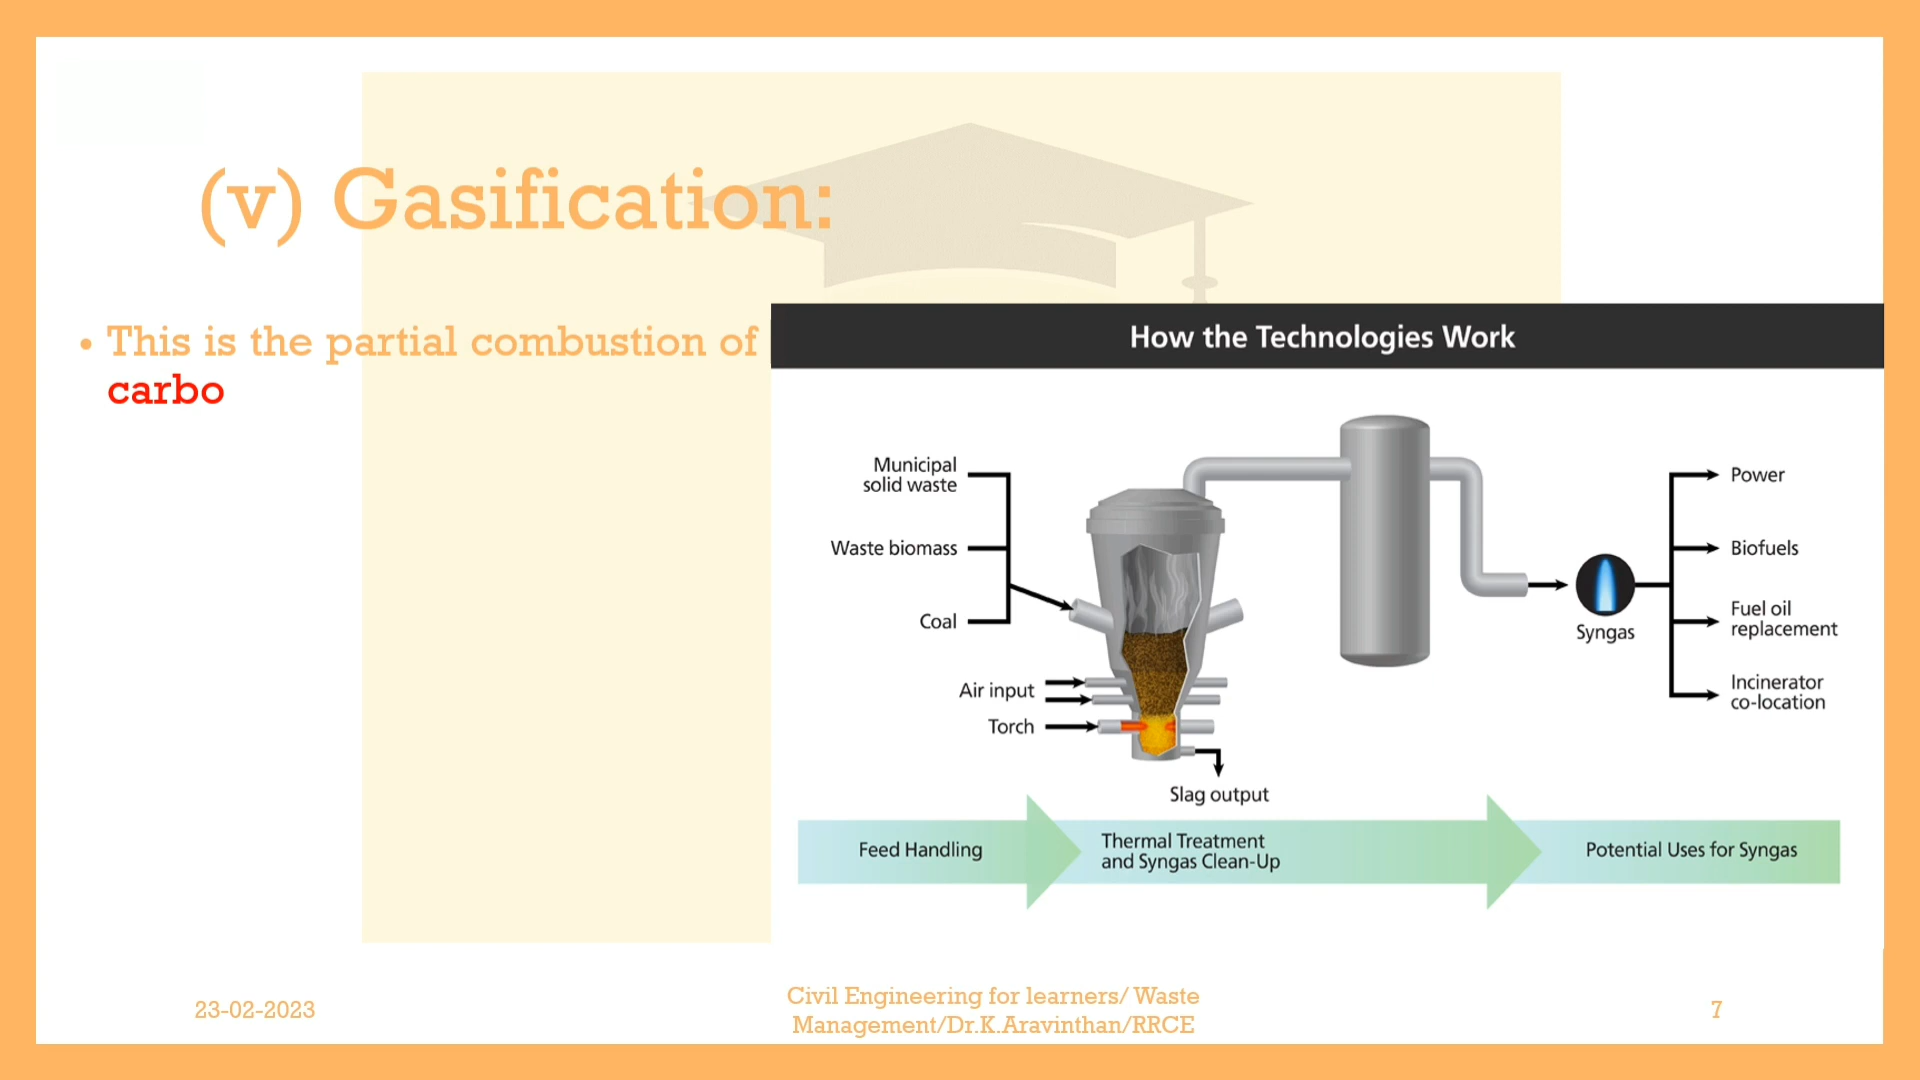 (v) Gasification:
• This is the partial combustion of
carbo
How the Technologies Work
Municipal
solid waste
Waste biomass
Coal
Air input
Torch
Slag output
Syngas
Power
Biofuels
Fuel oil
replacement
Incinerator
co-location
Feed Handling
Thermal Treatment
and Syngas Clean-Up
Potential Uses for Syngas
23-02-2023
Civil Engineering for learners/ Waste
Management/Dr.K.Aravinthan/RRCE
7